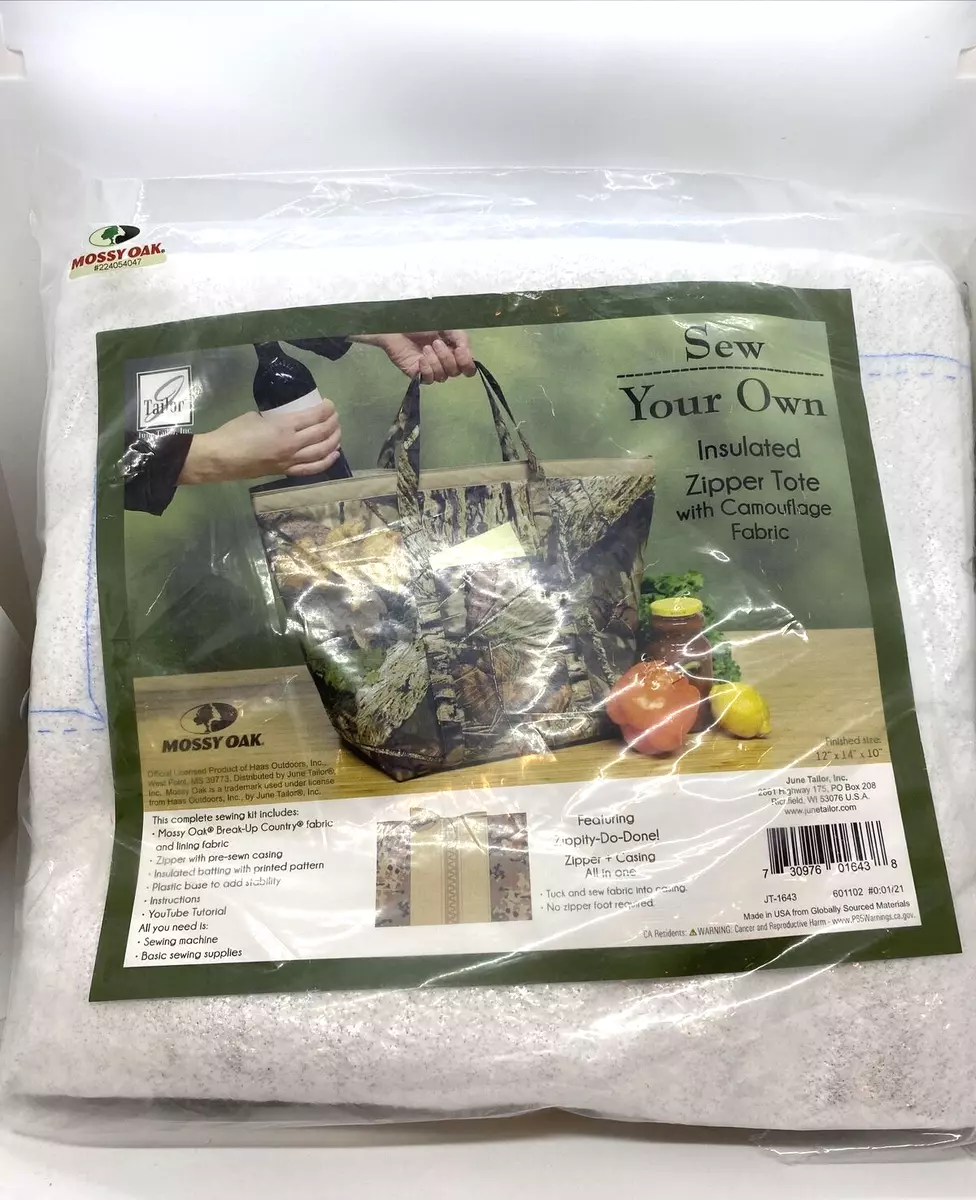 MOSSY OAK.
#224054047
Tailor
June Tailor, Inc.
Sew
Your Own
Insulated
Zipper Tote
with Camouflage
Fabric
MOSSY OAK.
Official Licensed Product of Haas Outdoors, Inc.,
West Point, MS 39773. Distributed by June Tailor®,
Inc. Mossy Oak is a trademark used under license
from Haas Outdoors, Inc., by June Tailor®, Inc.
Finished size:
12" x 14" x 10"
This complete sewing kit includes:
· Mossy Oak® Break-Up Country® fabric
and lining fabric
· Zipper with pre-sewn casing
· Insulated batting with printed pattern
· Plastic base to add stability
· Instructions
· YouTube Tutorial
All you need is:
· Sewing machine
· Basic sewing supplies
Featuring
Zippity-Do-Done!
Zipper + Casing
All in one
· Tuck and sew fabric into casing.
· No zipper foot required.
June Tailor, Inc.
2861 Highway 175, PO Box 208
Richfield, WI 53076 U.S.A.
www.junetailor.com
7 30976 01643 8
JT-1643 601102 #0:01/21
Made in USA from Globally Sourced Materials
CA Residents: ⚠WARNING: Cancer and Reproductive Harm - www.P65Warnings.ca.gov.